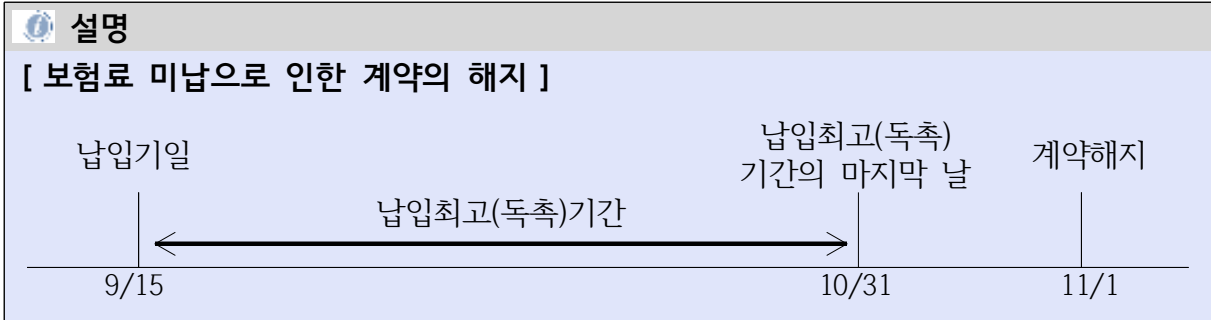 설명
[ 보험료 미납으로 인한 계약의 해지 ]
납입기일
납입최고(독촉)
기간의 마지막 날
계약해지
납입최고(독촉)기간
9/15
10/31
11/1